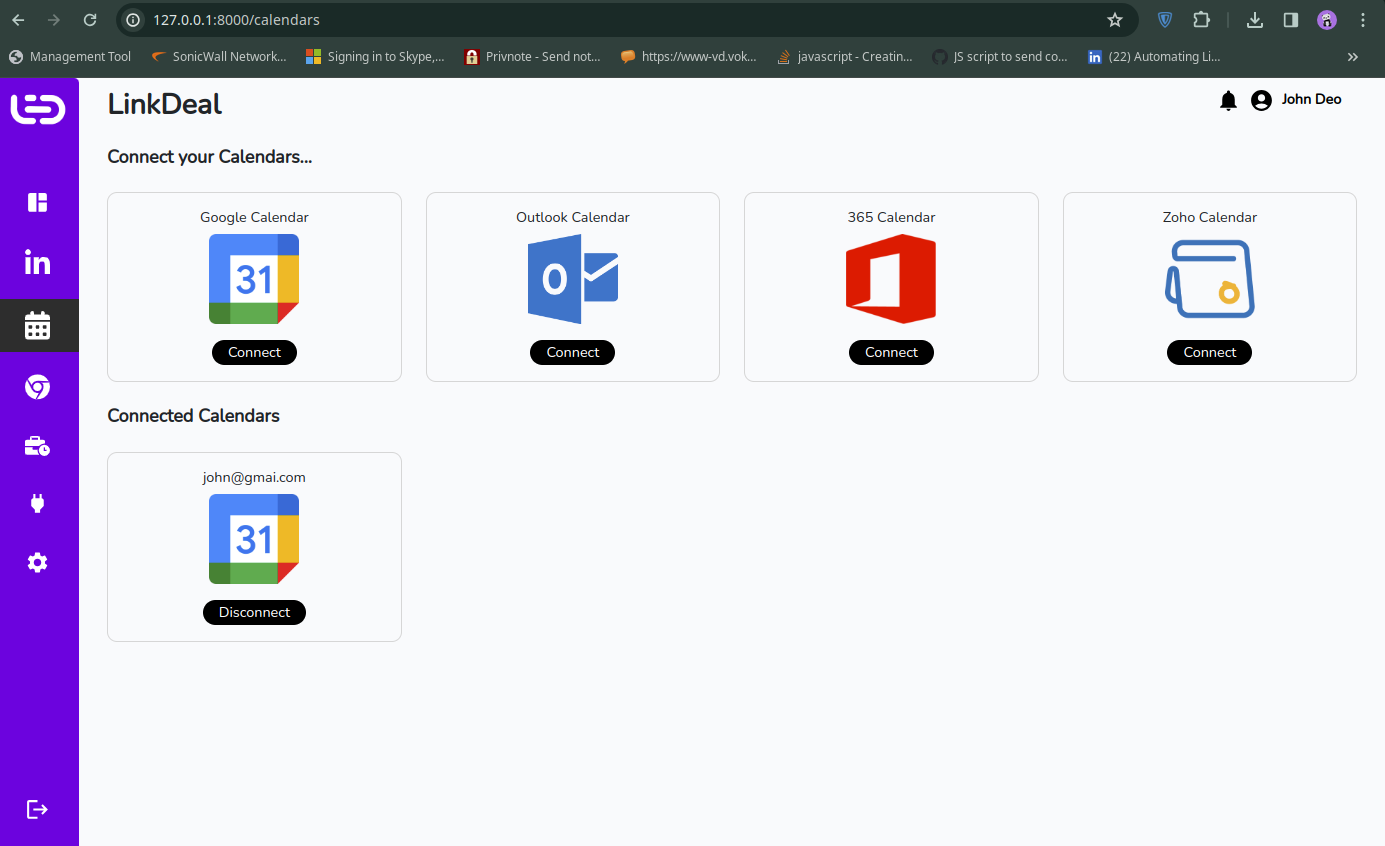 127.0.0.1:8000/calendars
Management Tool
SonicWall Network...
Signing in to Skype,...
Privnote - Send not...
https://www-vd.vok...
javascript - Creatin...
JS script to send co...
(22) Automating Li...
LinkDeal
John Deo
Connect your Calendars...
Google Calendar
Outlook Calendar
365 Calendar
Zoho Calendar
31
Connect
Connect
Connect
Connect
Connected Calendars
john@gmai.com
31
Disconnect